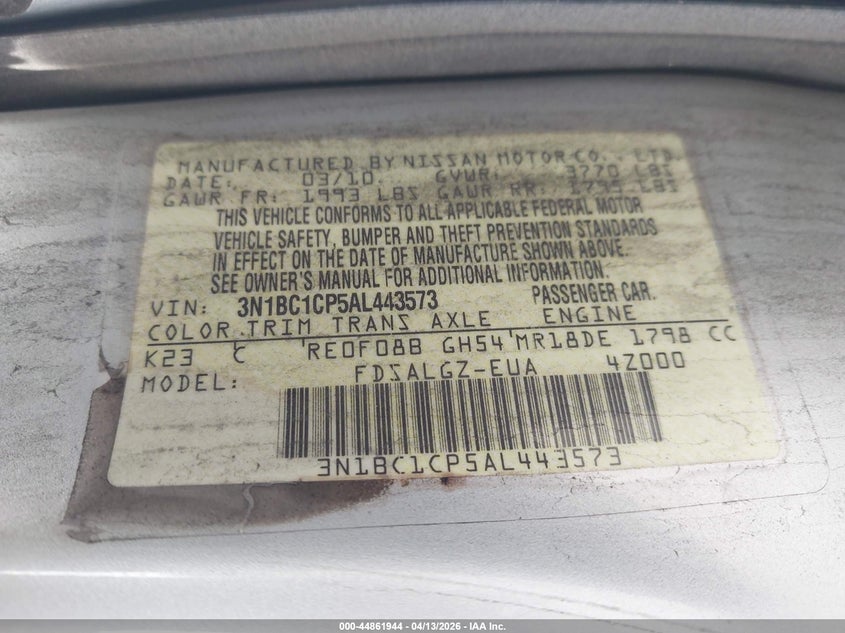 MANUFACTURED BY NISSAN MOTOR CO., LTD.
DATE: 03/10 GVWR: 3770 LBS
GAWR FR: 1993 LBS GAWR RR: 1795 LBS
THIS VEHICLE CONFORMS TO ALL APPLICABLE FEDERAL MOTOR
VEHICLE SAFETY, BUMPER AND THEFT PREVENTION STANDARDS
IN EFFECT ON THE DATE OF MANUFACTURE SHOWN ABOVE.
SEE OWNER'S MANUAL FOR ADDITIONAL INFORMATION.
VIN: 3N1BC1CP5AL443573 PASSENGER CAR.
COLOR TRIM TRANS AXLE ENGINE
K23 C RE0F08B GH54 MR18DE 1798 CC
MODEL: FDSALGZ-EUA 4Z000
3N1BC1CP5AL443573
000-44861944 | 04/13/2026 | IAA Inc.